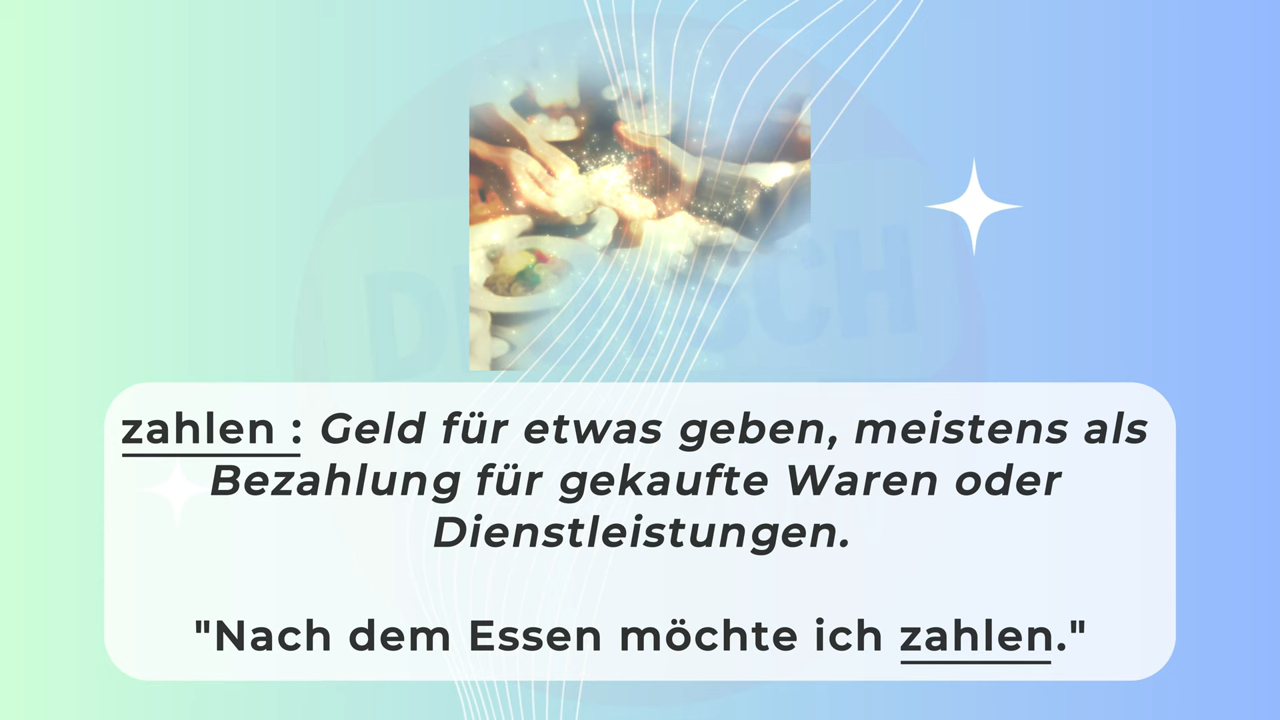 zahlen : Geld für etwas geben, meistens als
Bezahlung für gekaufte Waren oder
Dienstleistungen.
"Nach dem Essen möchte ich zahlen."